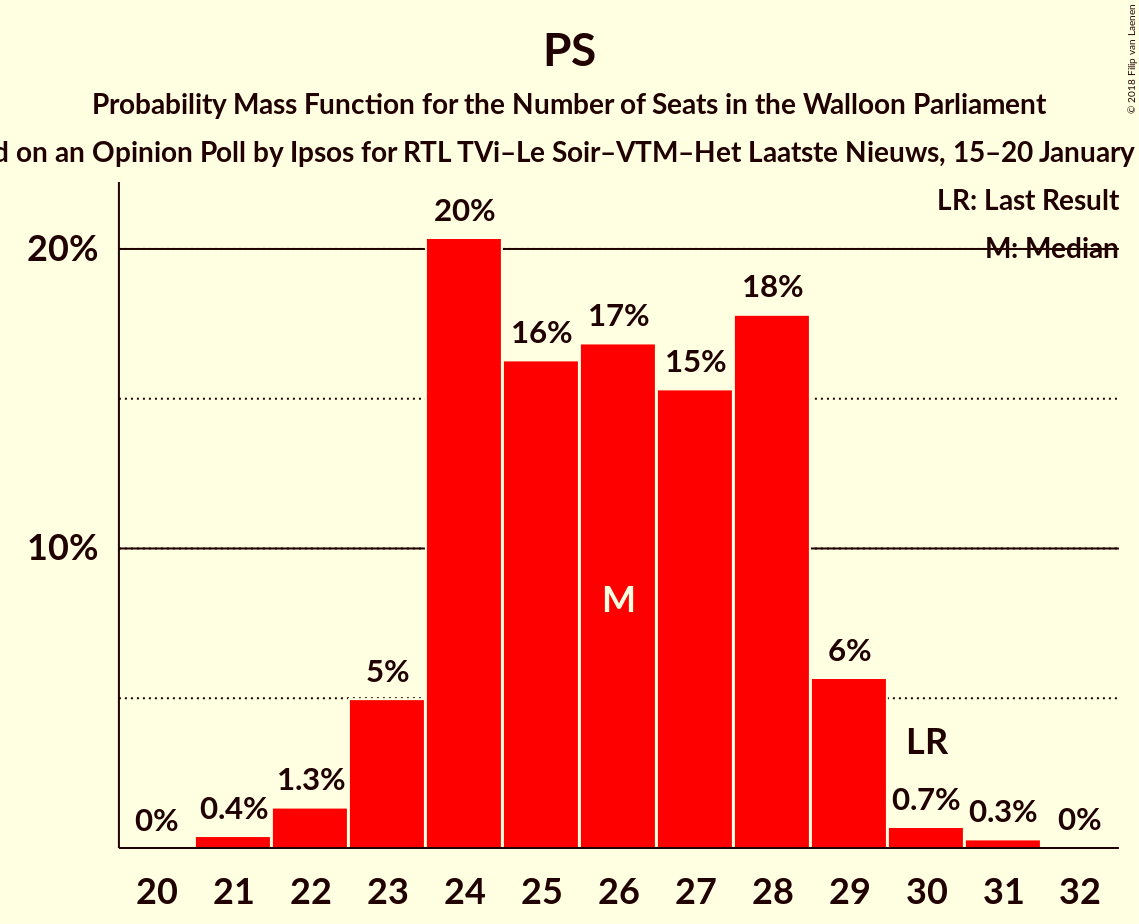 PS
Probability Mass Function for the Number of Seats in the Walloon Parliament
on an Opinion Poll by Ipsos for RTL TVi–Le Soir–VTM–Het Laatste Nieuws, 15–20 January
© 2018 Filip van Laenen
LR: Last Result
M: Median
20%
10%
0%
0.4%
1.3%
5%
20%
16%
17%
15%
18%
6%
0.7%
0.3%
0%
M
LR
20 21 22 23 24 25 26 27 28 29 30 31 32